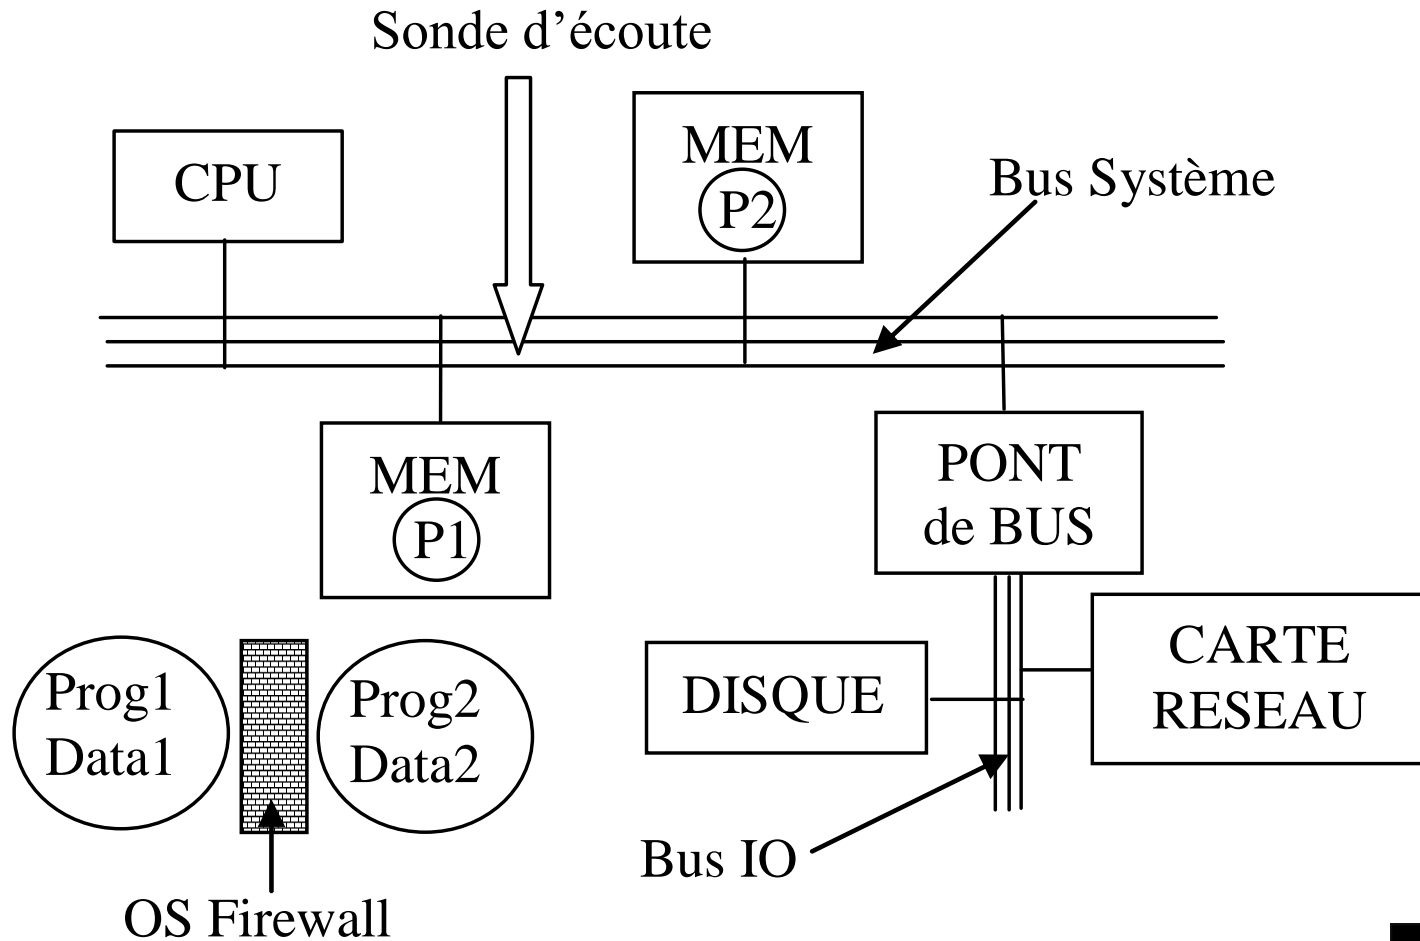 Sonde d'écoute
CPU
MEM
P2
Bus Système
MEM
P1
PONT
de BUS
Prog1
Data1
Prog2
Data2
DISQUE
CARTE
RESEAU
Bus IO
OS Firewall